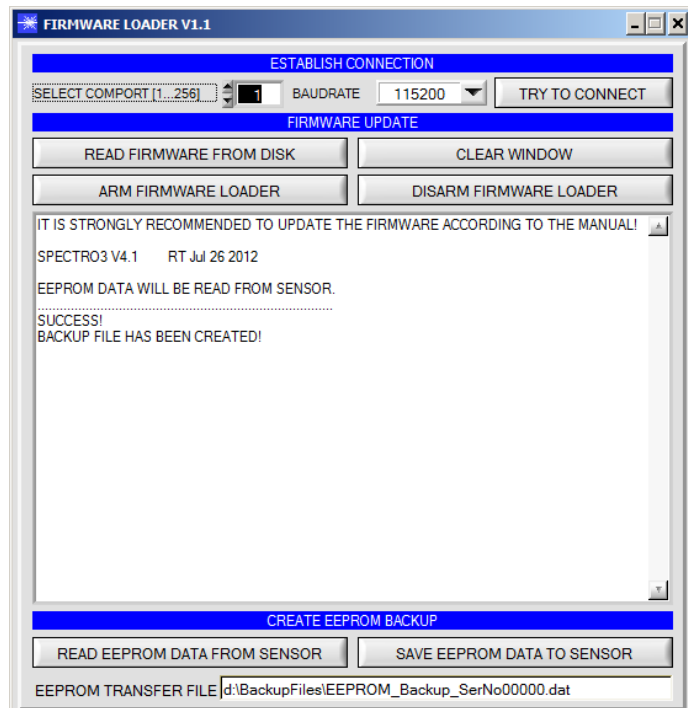 FIRMWARE LOADER V1.1
ESTABLISH CONNECTION
SELECT COMPORT [1...256] 1 BAUDRATE 115200 TRY TO CONNECT
FIRMWARE UPDATE
READ FIRMWARE FROM DISK CLEAR WINDOW
ARM FIRMWARE LOADER DISARM FIRMWARE LOADER
IT IS STRONGLY RECOMMENDED TO UPDATE THE FIRMWARE ACCORDING TO THE MANUAL!
SPECTRO3 V4.1 RT Jul 26 2012
EEPROM DATA WILL BE READ FROM SENSOR.
................................................................................
SUCCESS!
BACKUP FILE HAS BEEN CREATED!
CREATE EEPROM BACKUP
READ EEPROM DATA FROM SENSOR SAVE EEPROM DATA TO SENSOR
EEPROM TRANSFER FILE d:\BackupFiles\EEPROM_Backup_SerNo00000.dat